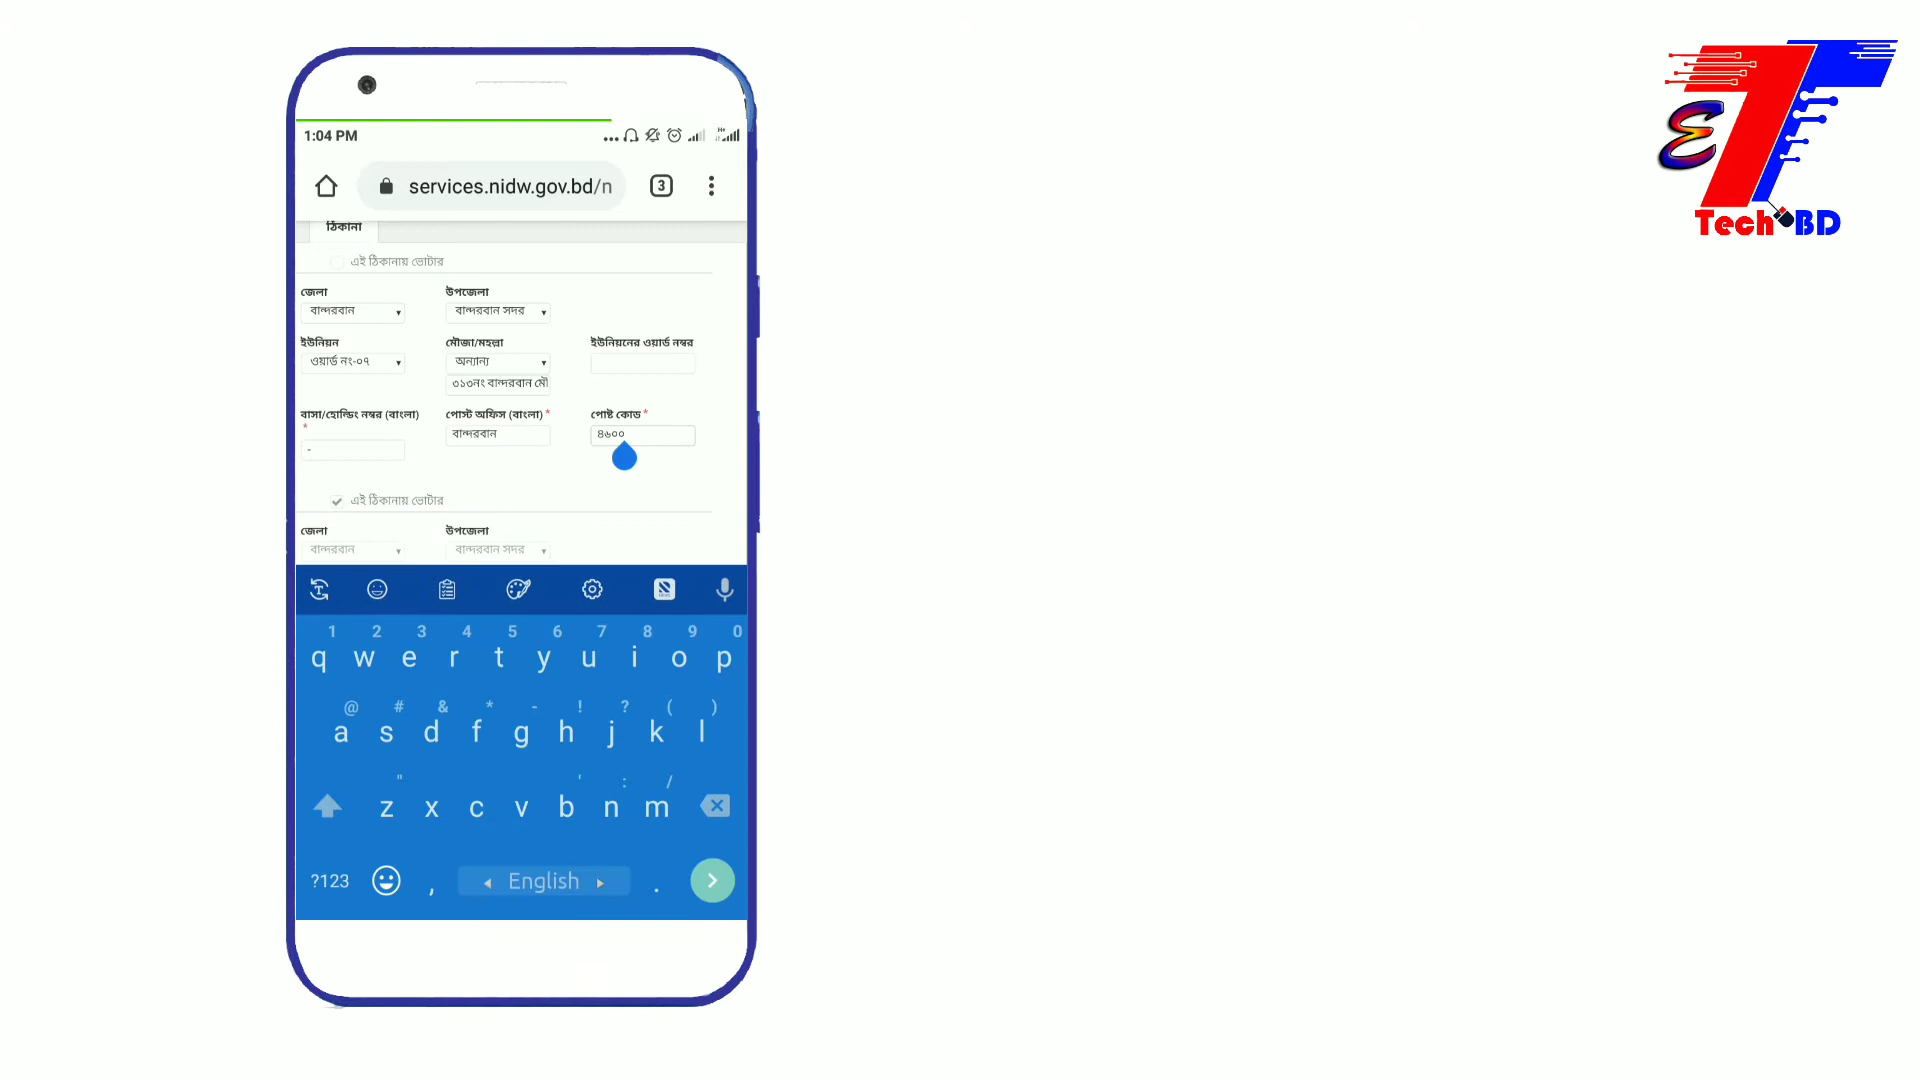 1:04 PM
services.nidw.gov.bd/n
3
ঠিকানা
এই ঠিকানায় ভোটার
জেলা উপজেলা
বান্দরবান বান্দরবান সদর
ইউনিয়ন মৌজা/মহল্লা ইউনিয়নের ওয়ার্ড নম্বর
ওয়ার্ড নং-০৭ অন্যান্য
৩১৩নং বান্দরবান মৌ
বাসা/হোল্ডিং নম্বর (বাংলা) * পোস্ট অফিস (বাংলা) * পোষ্ট কোড *
- বান্দরবান ৪৬০০
এই ঠিকানায় ভোটার
জেলা উপজেলা
বান্দরবান বান্দরবান সদর
1 2 3 4 5 6 7 8 9 0
q w e r t y u i o p
@ # & * - ! ? ( )
a s d f g h j k l
" ' : /
z x c v b n m
?123 , English .
ε T
Tech BD